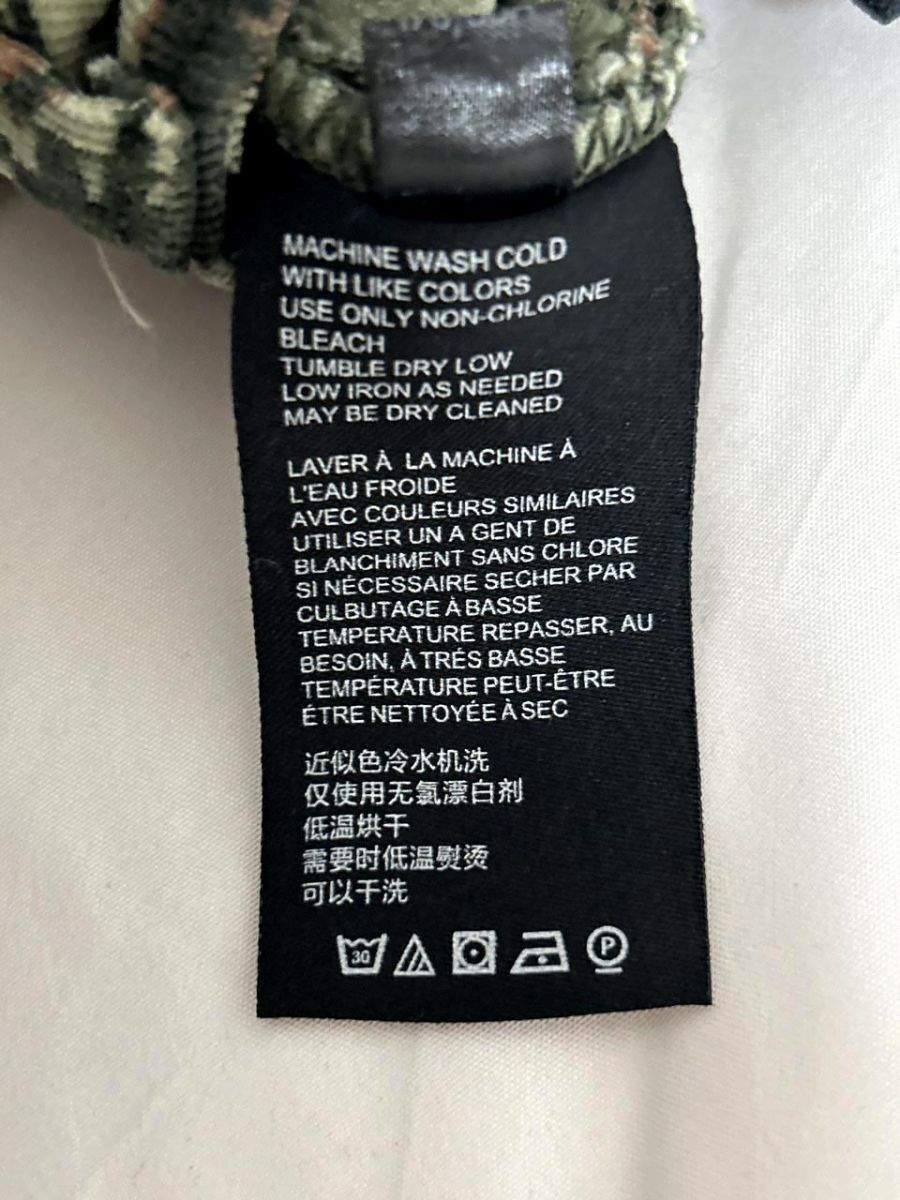 MACHINE WASH COLD
WITH LIKE COLORS
USE ONLY NON-CHLORINE
BLEACH
TUMBLE DRY LOW
LOW IRON AS NEEDED
MAY BE DRY CLEANED
LAVER À LA MACHINE À
L'EAU FROIDE
AVEC COULEURS SIMILAIRES
UTILISER UN A GENT DE
BLANCHIMENT SANS CHLORE
SI NÉCESSAIRE SECHER PAR
CULBUTAGE À BASSE
TEMPERATURE REPASSER, AU
BESOIN, À TRÉS BASSE
TEMPÉRATURE PEUT-ÊTRE
ÉTRE NETTOYÉE À SEC
近似色冷水机洗
仅使用无氯漂白剂
低温烘干
需要时低温熨烫
可以干洗
30 P